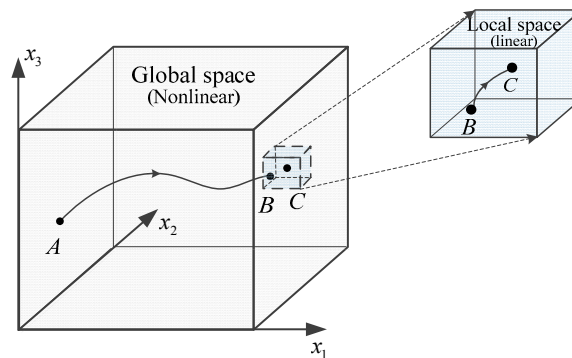 Local space
(linear)
C
B
x3
Global space
(Nonlinear)
B
C
x2
A
x1